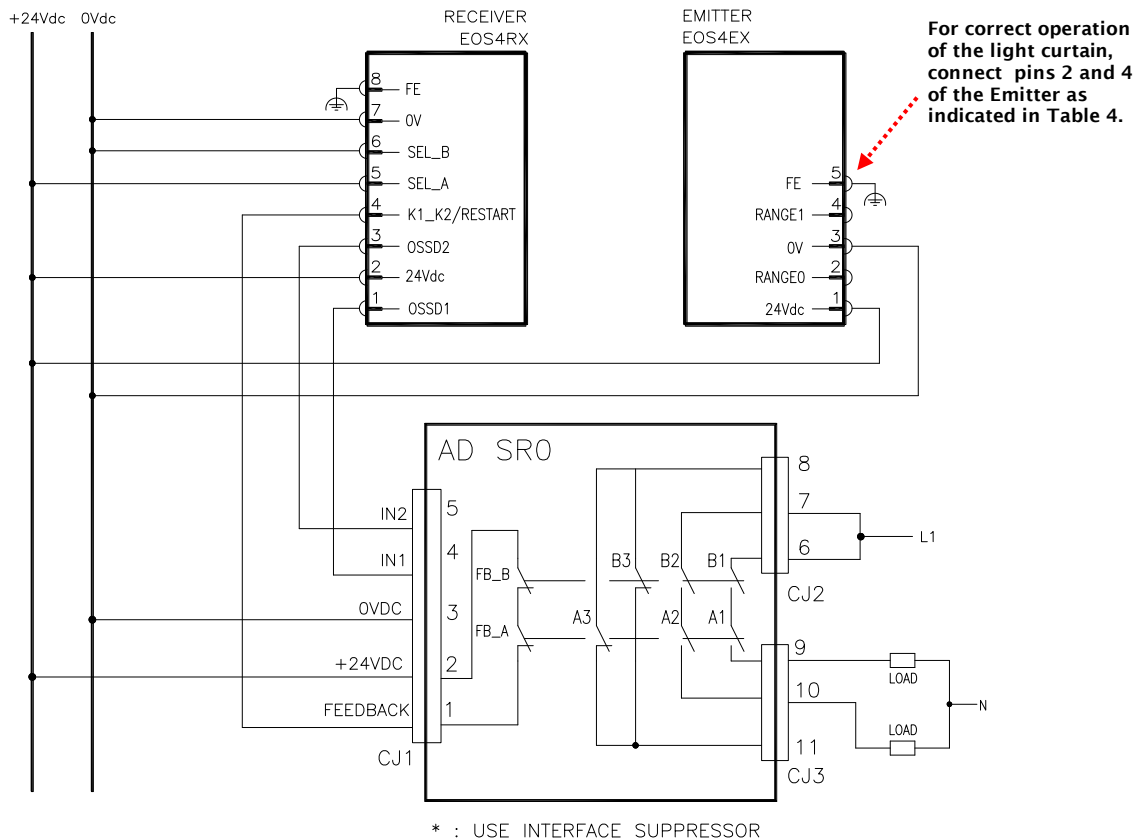 +24Vdc 0Vdc
RECEIVER
EOS4RX
EMITTER
EOS4EX
For correct operation
of the light curtain,
connect pins 2 and 4
of the Emitter as
indicated in Table 4.
8 FE
7 0V
6 SEL_B
5 SEL_A
4 K1_K2/RESTART
3 OSSD2
2 24Vdc
1 OSSD1
FE 5
RANGE1 4
0V 3
RANGE0 2
24Vdc 1
AD SR0
IN2 5
IN1 4
0VDC 3
+24VDC 2
FEEDBACK 1
CJ1
FB_B
FB_A
B3 B2 B1
A3 A2 A1
8
7
6
CJ2
L1
9
10
11
CJ3
LOAD
LOAD
N
* : USE INTERFACE SUPPRESSOR